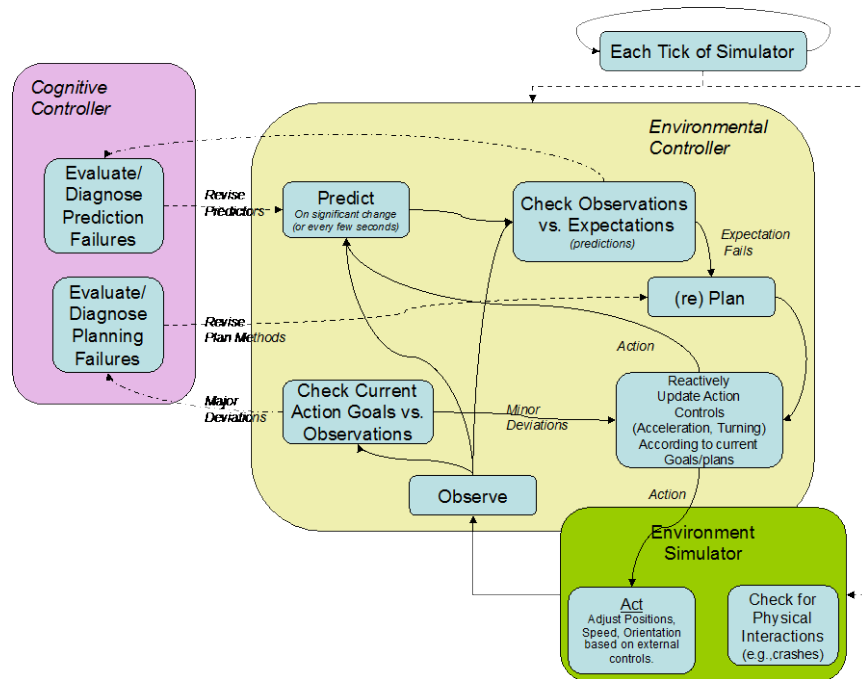 Each Tick of Simulator
Cognitive
Controller
Environmental
Controller
Evaluate/
Diagnose
Prediction
Failures
Revise
Predictors
Predict
On significant change
(or every few seconds)
Check Observations
vs. Expectations
(predictions)
Expectation
Fails
(re) Plan
Evaluate/
Diagnose
Planning
Failures
Revise
Plan Methods
Action
Major
Deviations
Check Current
Action Goals vs.
Observations
Minor
Deviations
Reactively
Update Action
Controls
(Acceleration, Turning)
According to current
Goals/plans
Observe
Action
Environment
Simulator
Act
Adjust Positions,
Speed, Orientation
based on external
controls.
Check for
Physical
Interactions
(e.g.,crashes)